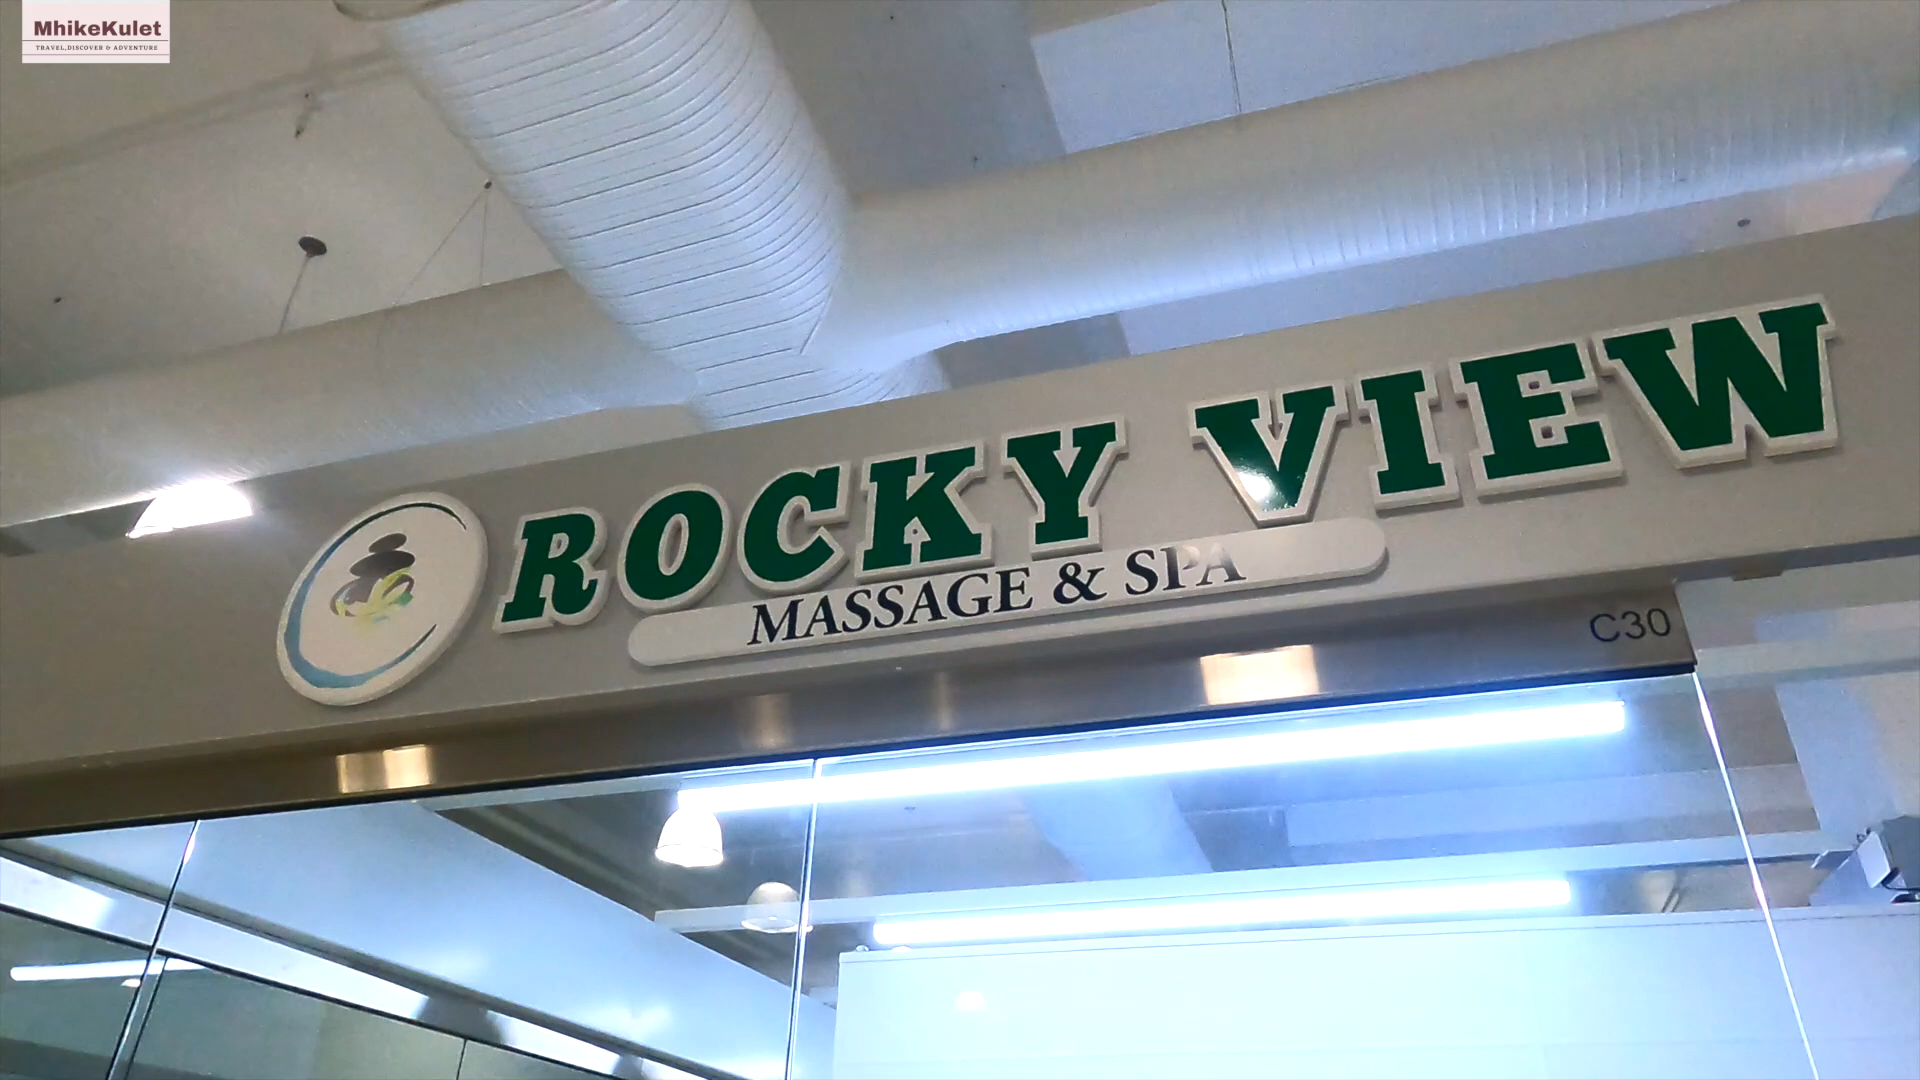 MhikeKulet
TRAVEL,DISCOVER & ADVENTURE
ROCKY VIEW
MASSAGE & SPA
C30